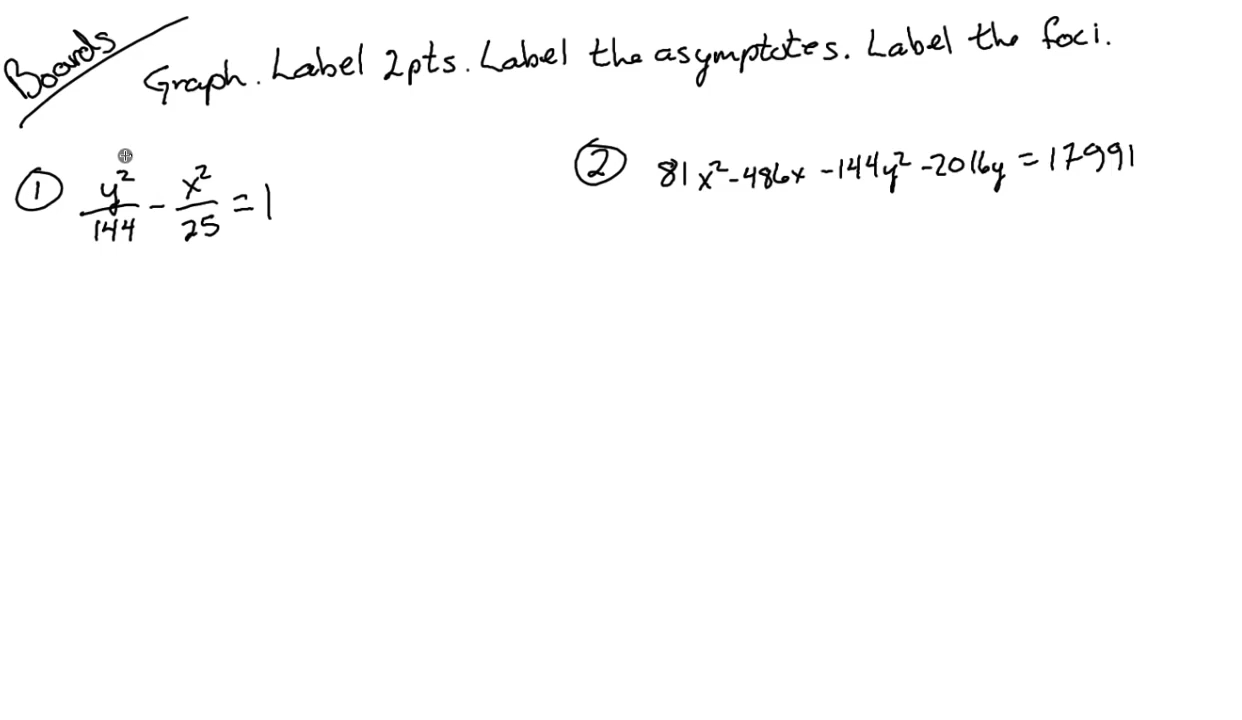 Boards
Graph. Label 2pts. Label the asymptotes. Label the foci.
① y²/144 - x²/25 = 1
② 81x² - 486x - 144y² - 2016y = 17991